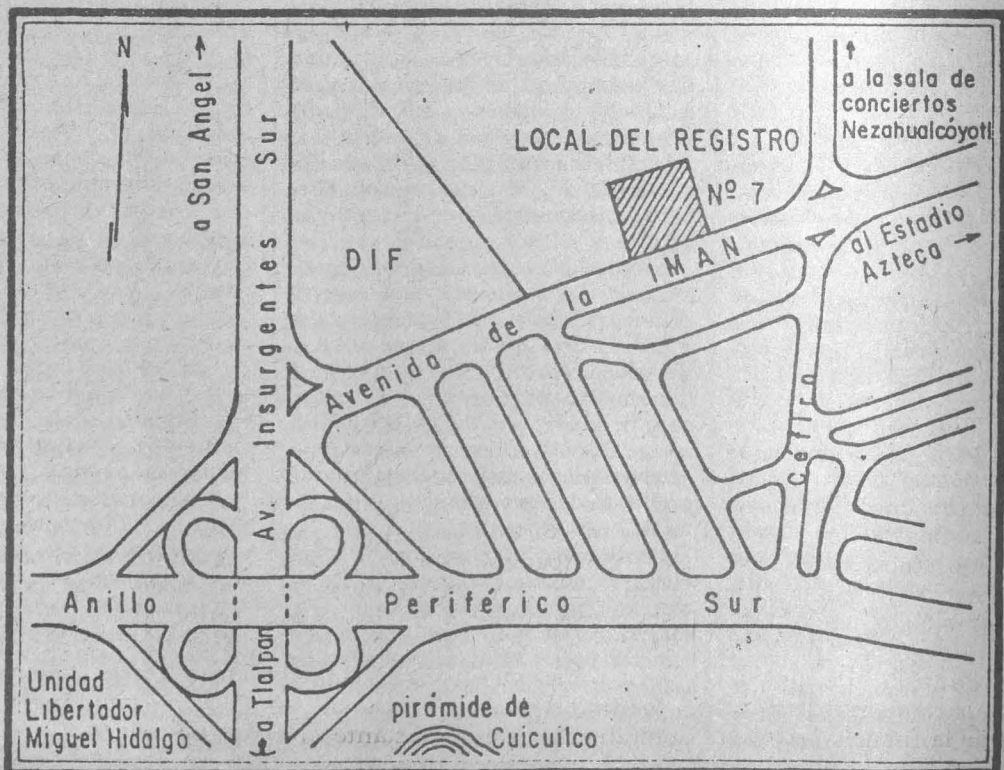 N
a San Angel
Av Insurgentes Sur
DIF
LOCAL DEL REGISTRO
Nº 7
a la sala de
conciertos
Nezahualcóyotl
al Estadio
Azteca
Avenida de la IMAN
Cefro
Anillo Periférico Sur
a Tlalpan
Unidad
Libertador
Miguel Hidalgo
pirámide de
Cuicuilco